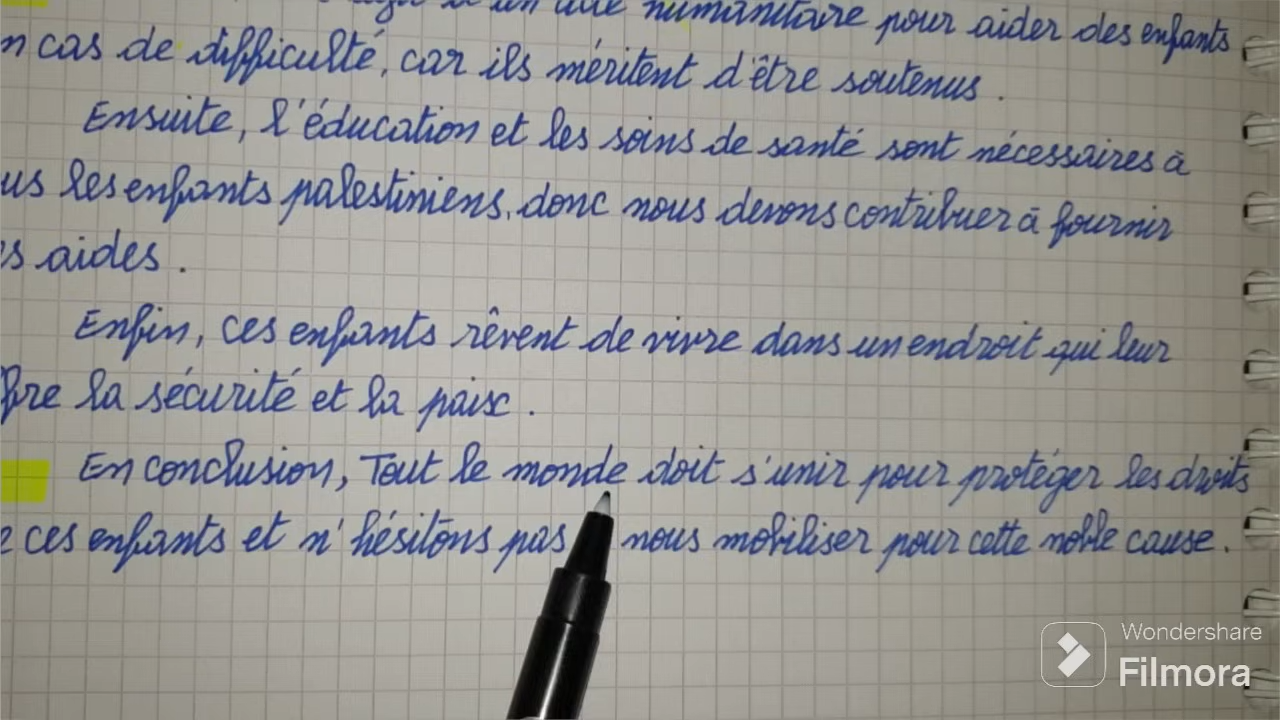 humanitaire pour aider des enfants
n cas de difficulté, car ils méritent d'être soutenus.
Ensuite, l'éducation et les soins de santé sont nécessaires à
us les enfants palestiniens, donc nous devons contribuer à fournir
s aides.
Enfin, ces enfants rêvent de vivre dans un endroit qui leur
fre la sécurité et la paix.
En conclusion, Tout le monde doit s'unir pour protéger les droits
e ces enfants et n'hésitons pas nous mobiliser pour cette noble cause.
Wondershare
Filmora